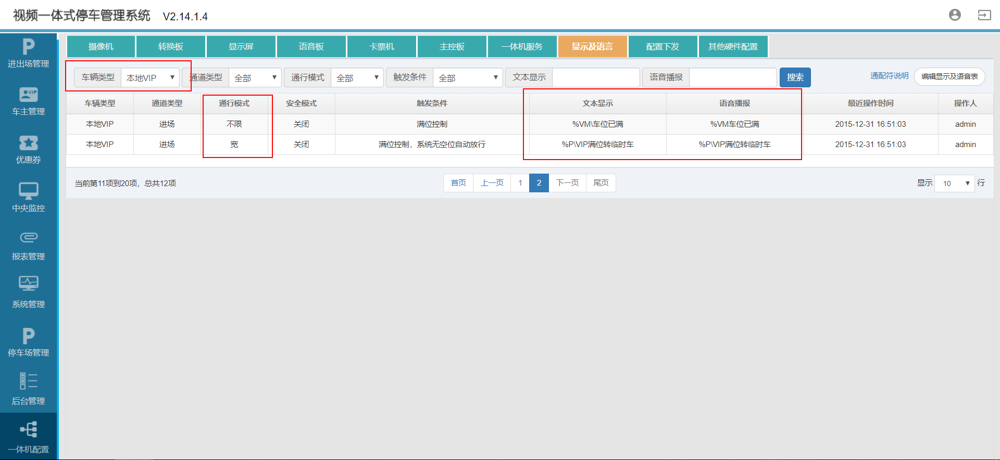 视频一体式停车管理系统 V2.14.1.4
进出场管理
车主管理
优惠券
中央监控
报表管理
系统管理
停车场管理
后台管理
一体机配置
摄像机 转换板 显示屏 语音板 卡票机 主控板 一体机服务 显示及语言 配置下发 其他硬件配置
车辆类型 本地VIP 通道类型 全部 通行模式 全部 触发条件 全部 文本显示 语音播报 搜索 通配符说明 编辑显示及语音表
车辆类型 通道类型 通行模式 安全模式 触发条件 文本显示 语音播报 最近操作时间 操作人
本地VIP 进场 不限 关闭 满位控制 %VM\车位已满 %VM车位已满 2015-12-31 16:51:03 admin
本地VIP 进场 宽 关闭 满位控制，系统无空位自动放行 %P\VIP满位转临时车 %P\VIP满位转临时车 2015-12-31 16:51:03 admin
当前第11项到20项，总共12项 首页 上一页 1 2 下一页 尾页 显示 10 行